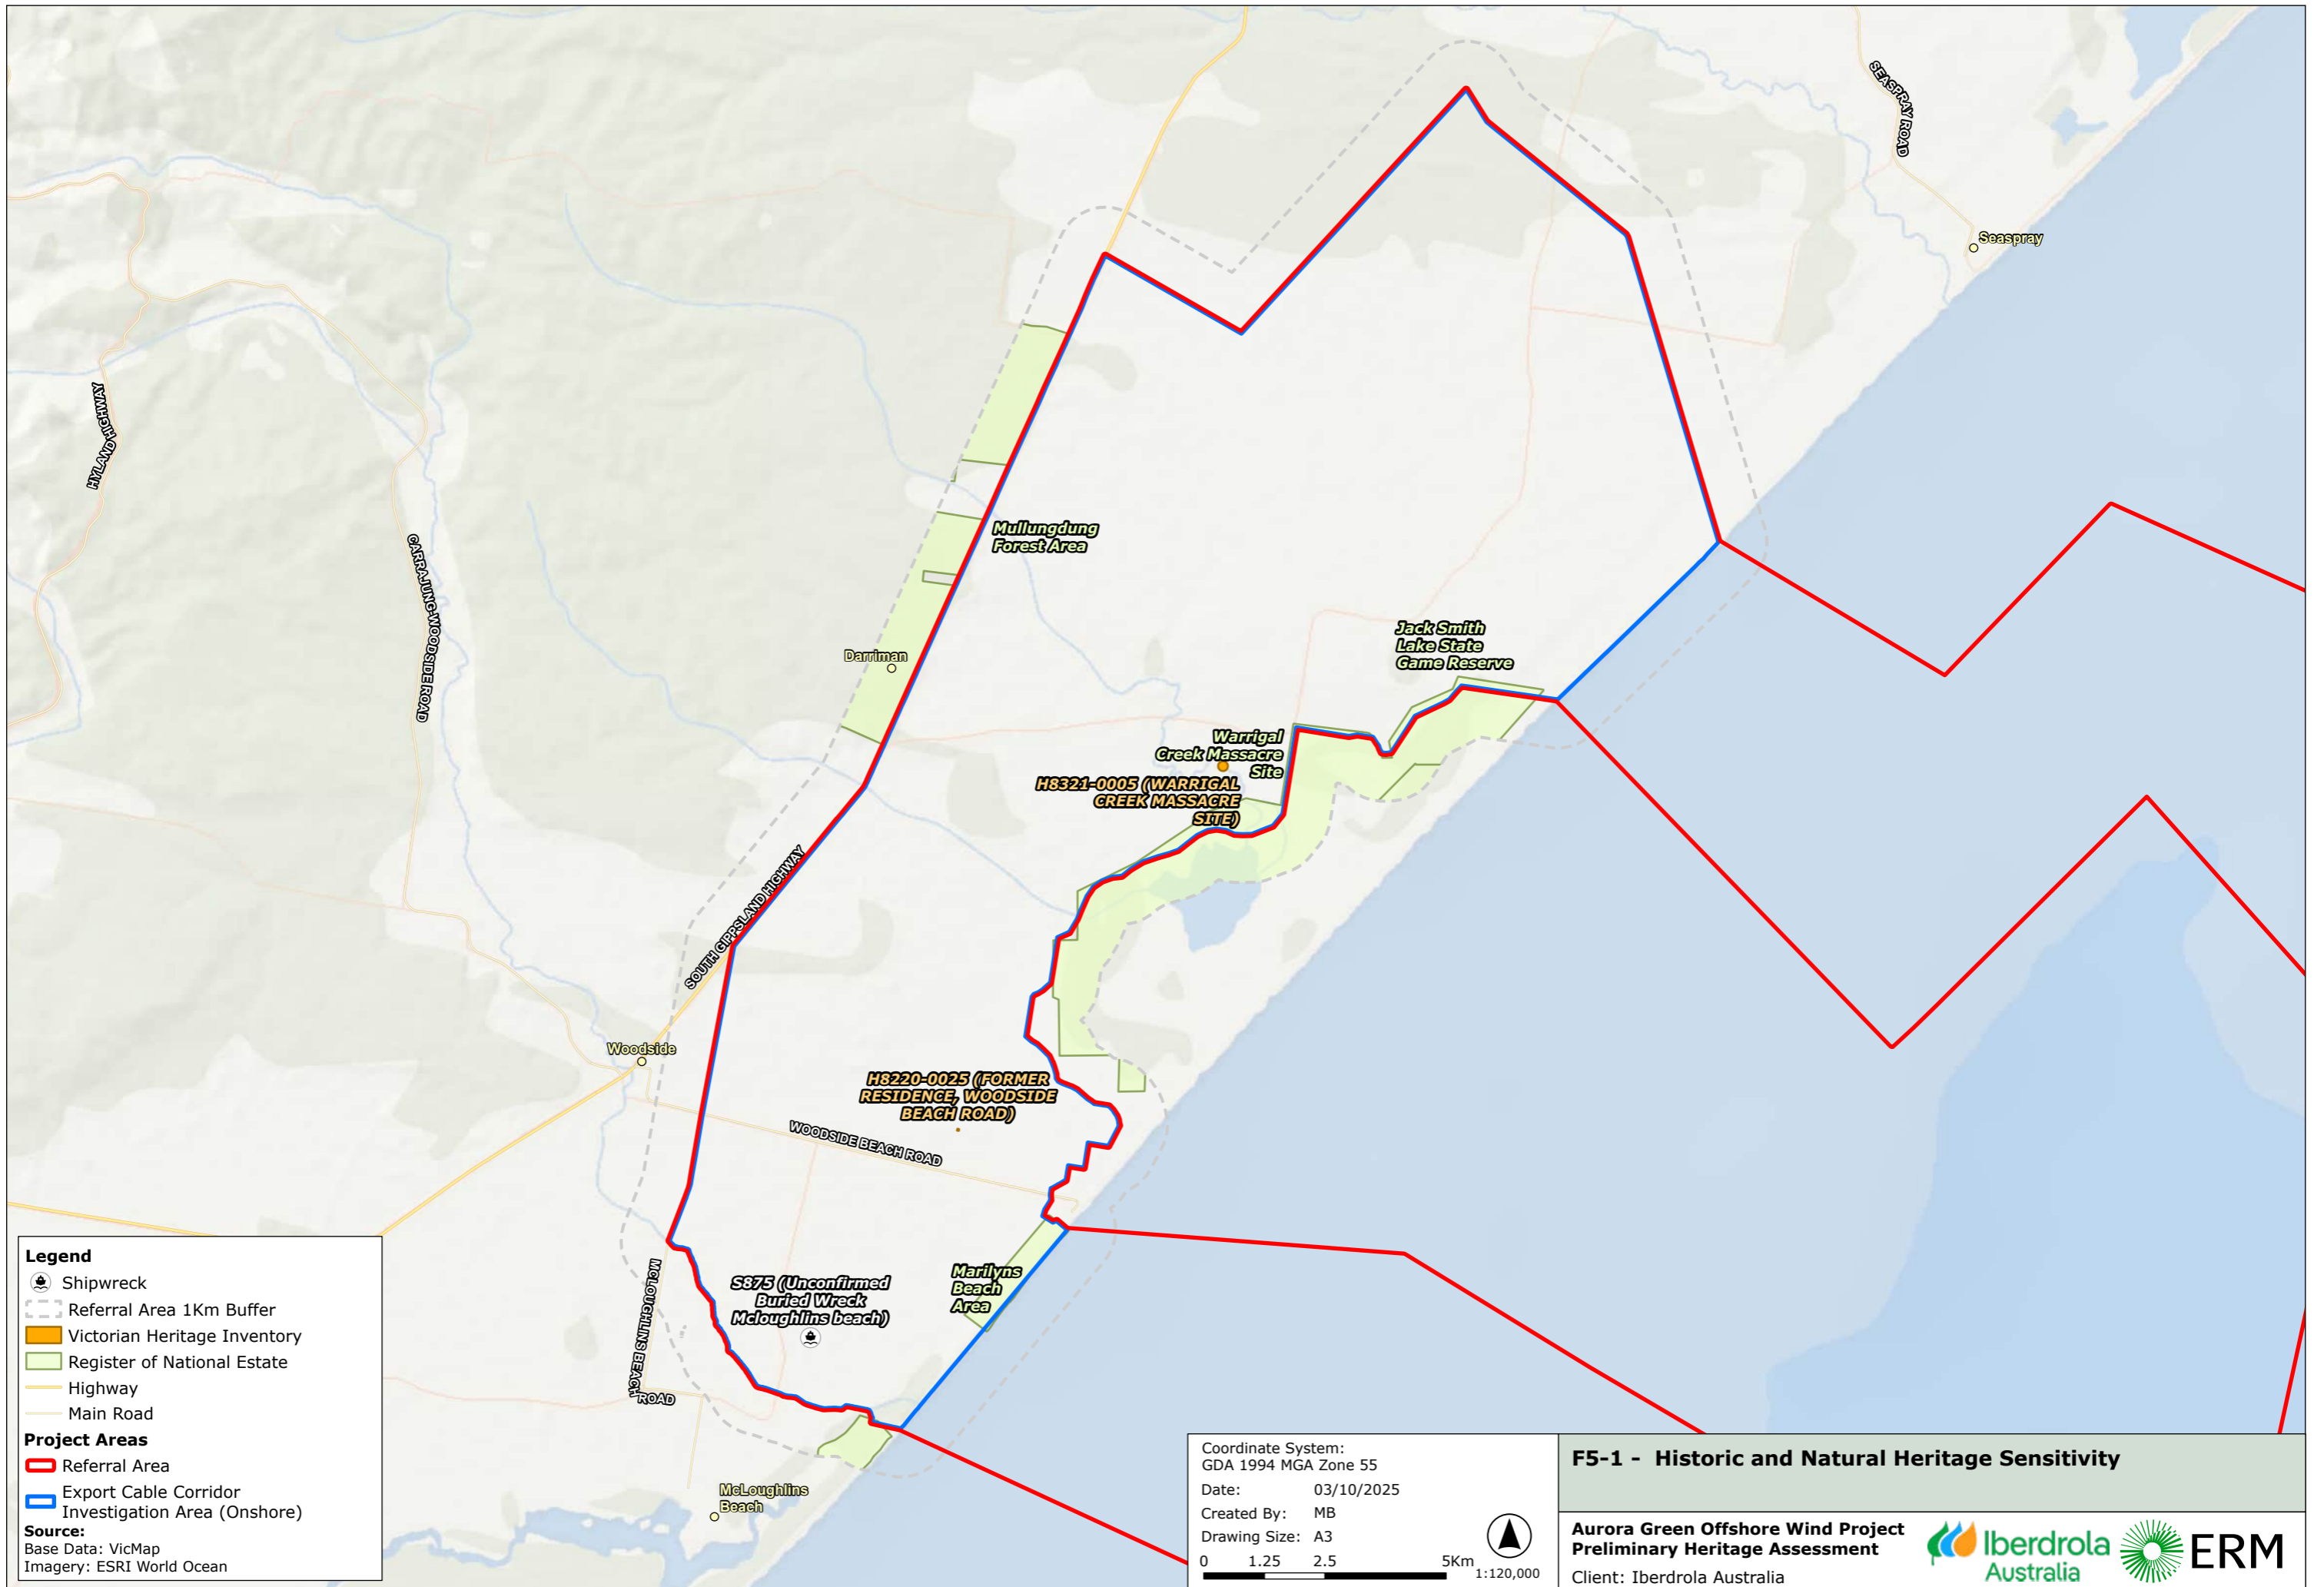 SEASPRAY ROAD
Seaspray
HYLAND HIGHWAY
CARRAJUNG-WOODSIDE ROAD
Mullungdung
Forest Area
Darriman
Jack Smith
Lake State
Game Reserve
Warrigal
Creek Massacre
Site
H8321-0005 (WARRIGAL
CREEK MASSACRE
SITE)
SOUTH GIPPSLAND HIGHWAY
Woodside
H8220-0025 (FORMER
RESIDENCE, WOODSIDE
BEACH ROAD)
WOODSIDE BEACH ROAD
Marilyns
Beach
Area
S875 (Unconfirmed
Buried Wreck
Mcloughlins beach)
MCLOUGHLINS BEACH
ROAD
McLoughlins
Beach
Legend
Shipwreck
Referral Area 1Km Buffer
Victorian Heritage Inventory
Register of National Estate
Highway
Main Road
Project Areas
Referral Area
Export Cable Corridor
Investigation Area (Onshore)
Source:
Base Data: VicMap
Imagery: ESRI World Ocean
Coordinate System:
GDA 1994 MGA Zone 55
Date: 03/10/2025
Created By: MB
Drawing Size: A3
0 1.25 2.5 5Km
1:120,000
F5-1 - Historic and Natural Heritage Sensitivity
Aurora Green Offshore Wind Project
Preliminary Heritage Assessment
Client: Iberdrola Australia
Iberdrola
Australia
ERM